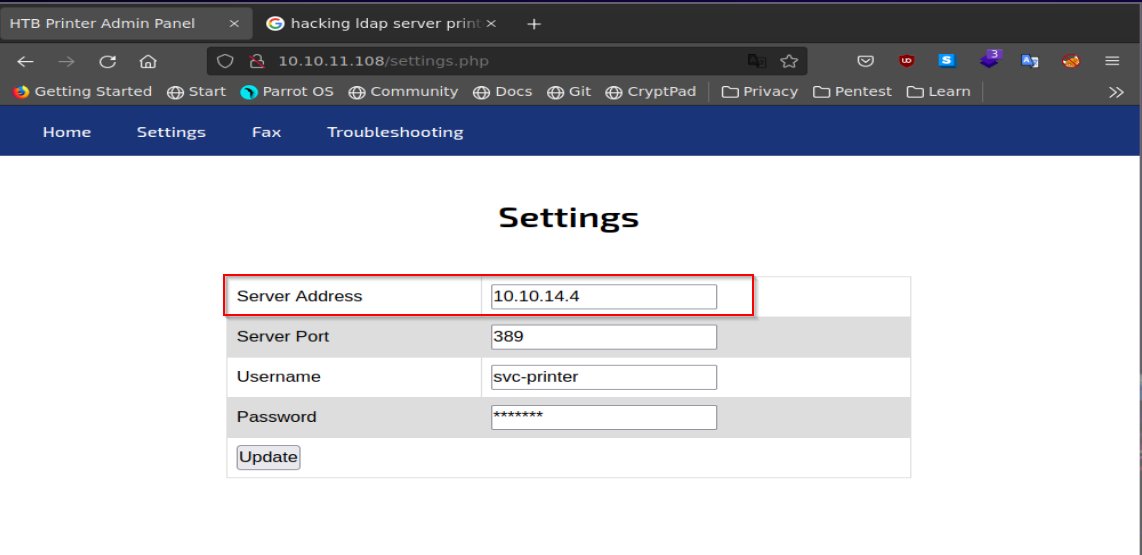 HTB Printer Admin Panel × hacking ldap server print × +
10.10.11.108/settings.php 3
Getting Started Start Parrot OS Community Docs Git CryptPad Privacy Pentest Learn
Home Settings Fax Troubleshooting
Settings
Server Address 10.10.14.4
Server Port 389
Username svc-printer
Password *******
Update